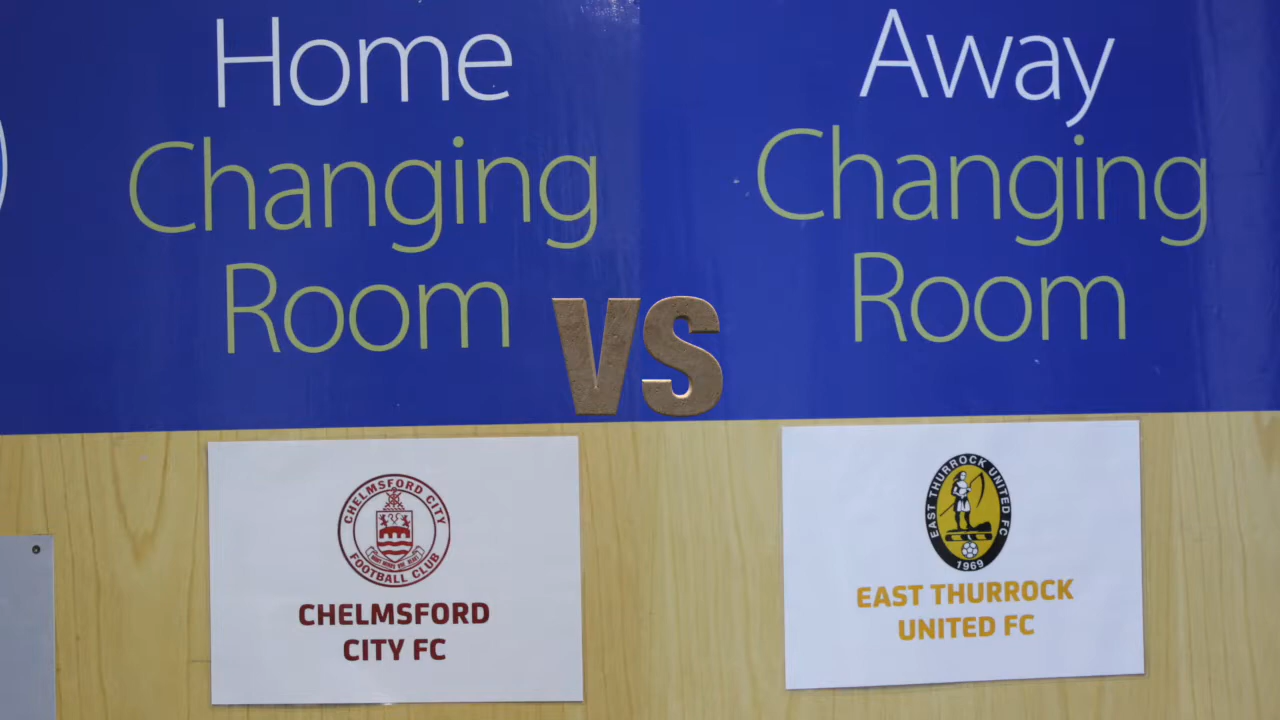 Home
Changing
Room
Away
Changing
Room
VS
CHELMSFORD CITY
FOOTBALL CLUB
CHELMSFORD
CITY FC
EAST THURROCK UNITED FC
1969
EAST THURROCK
UNITED FC